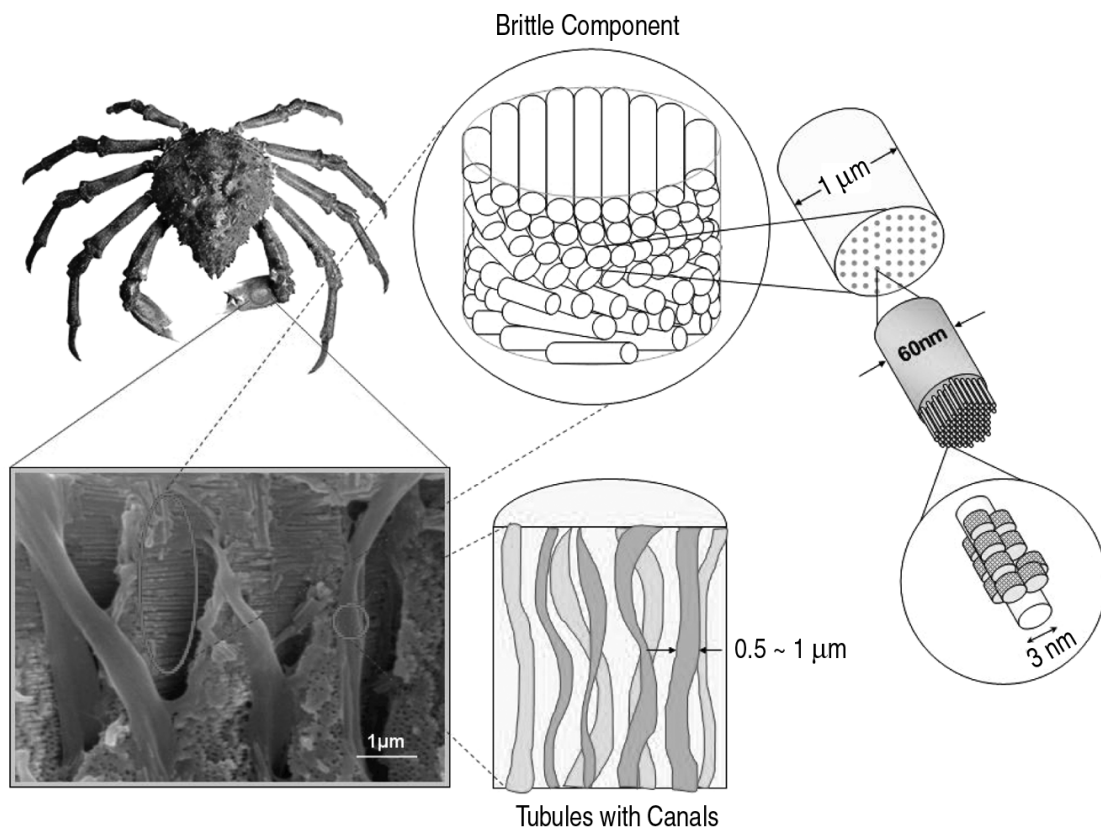 Brittle Component
1 μm
60nm
3 nm
0.5 ~ 1 μm
1μm
Tubules with Canals